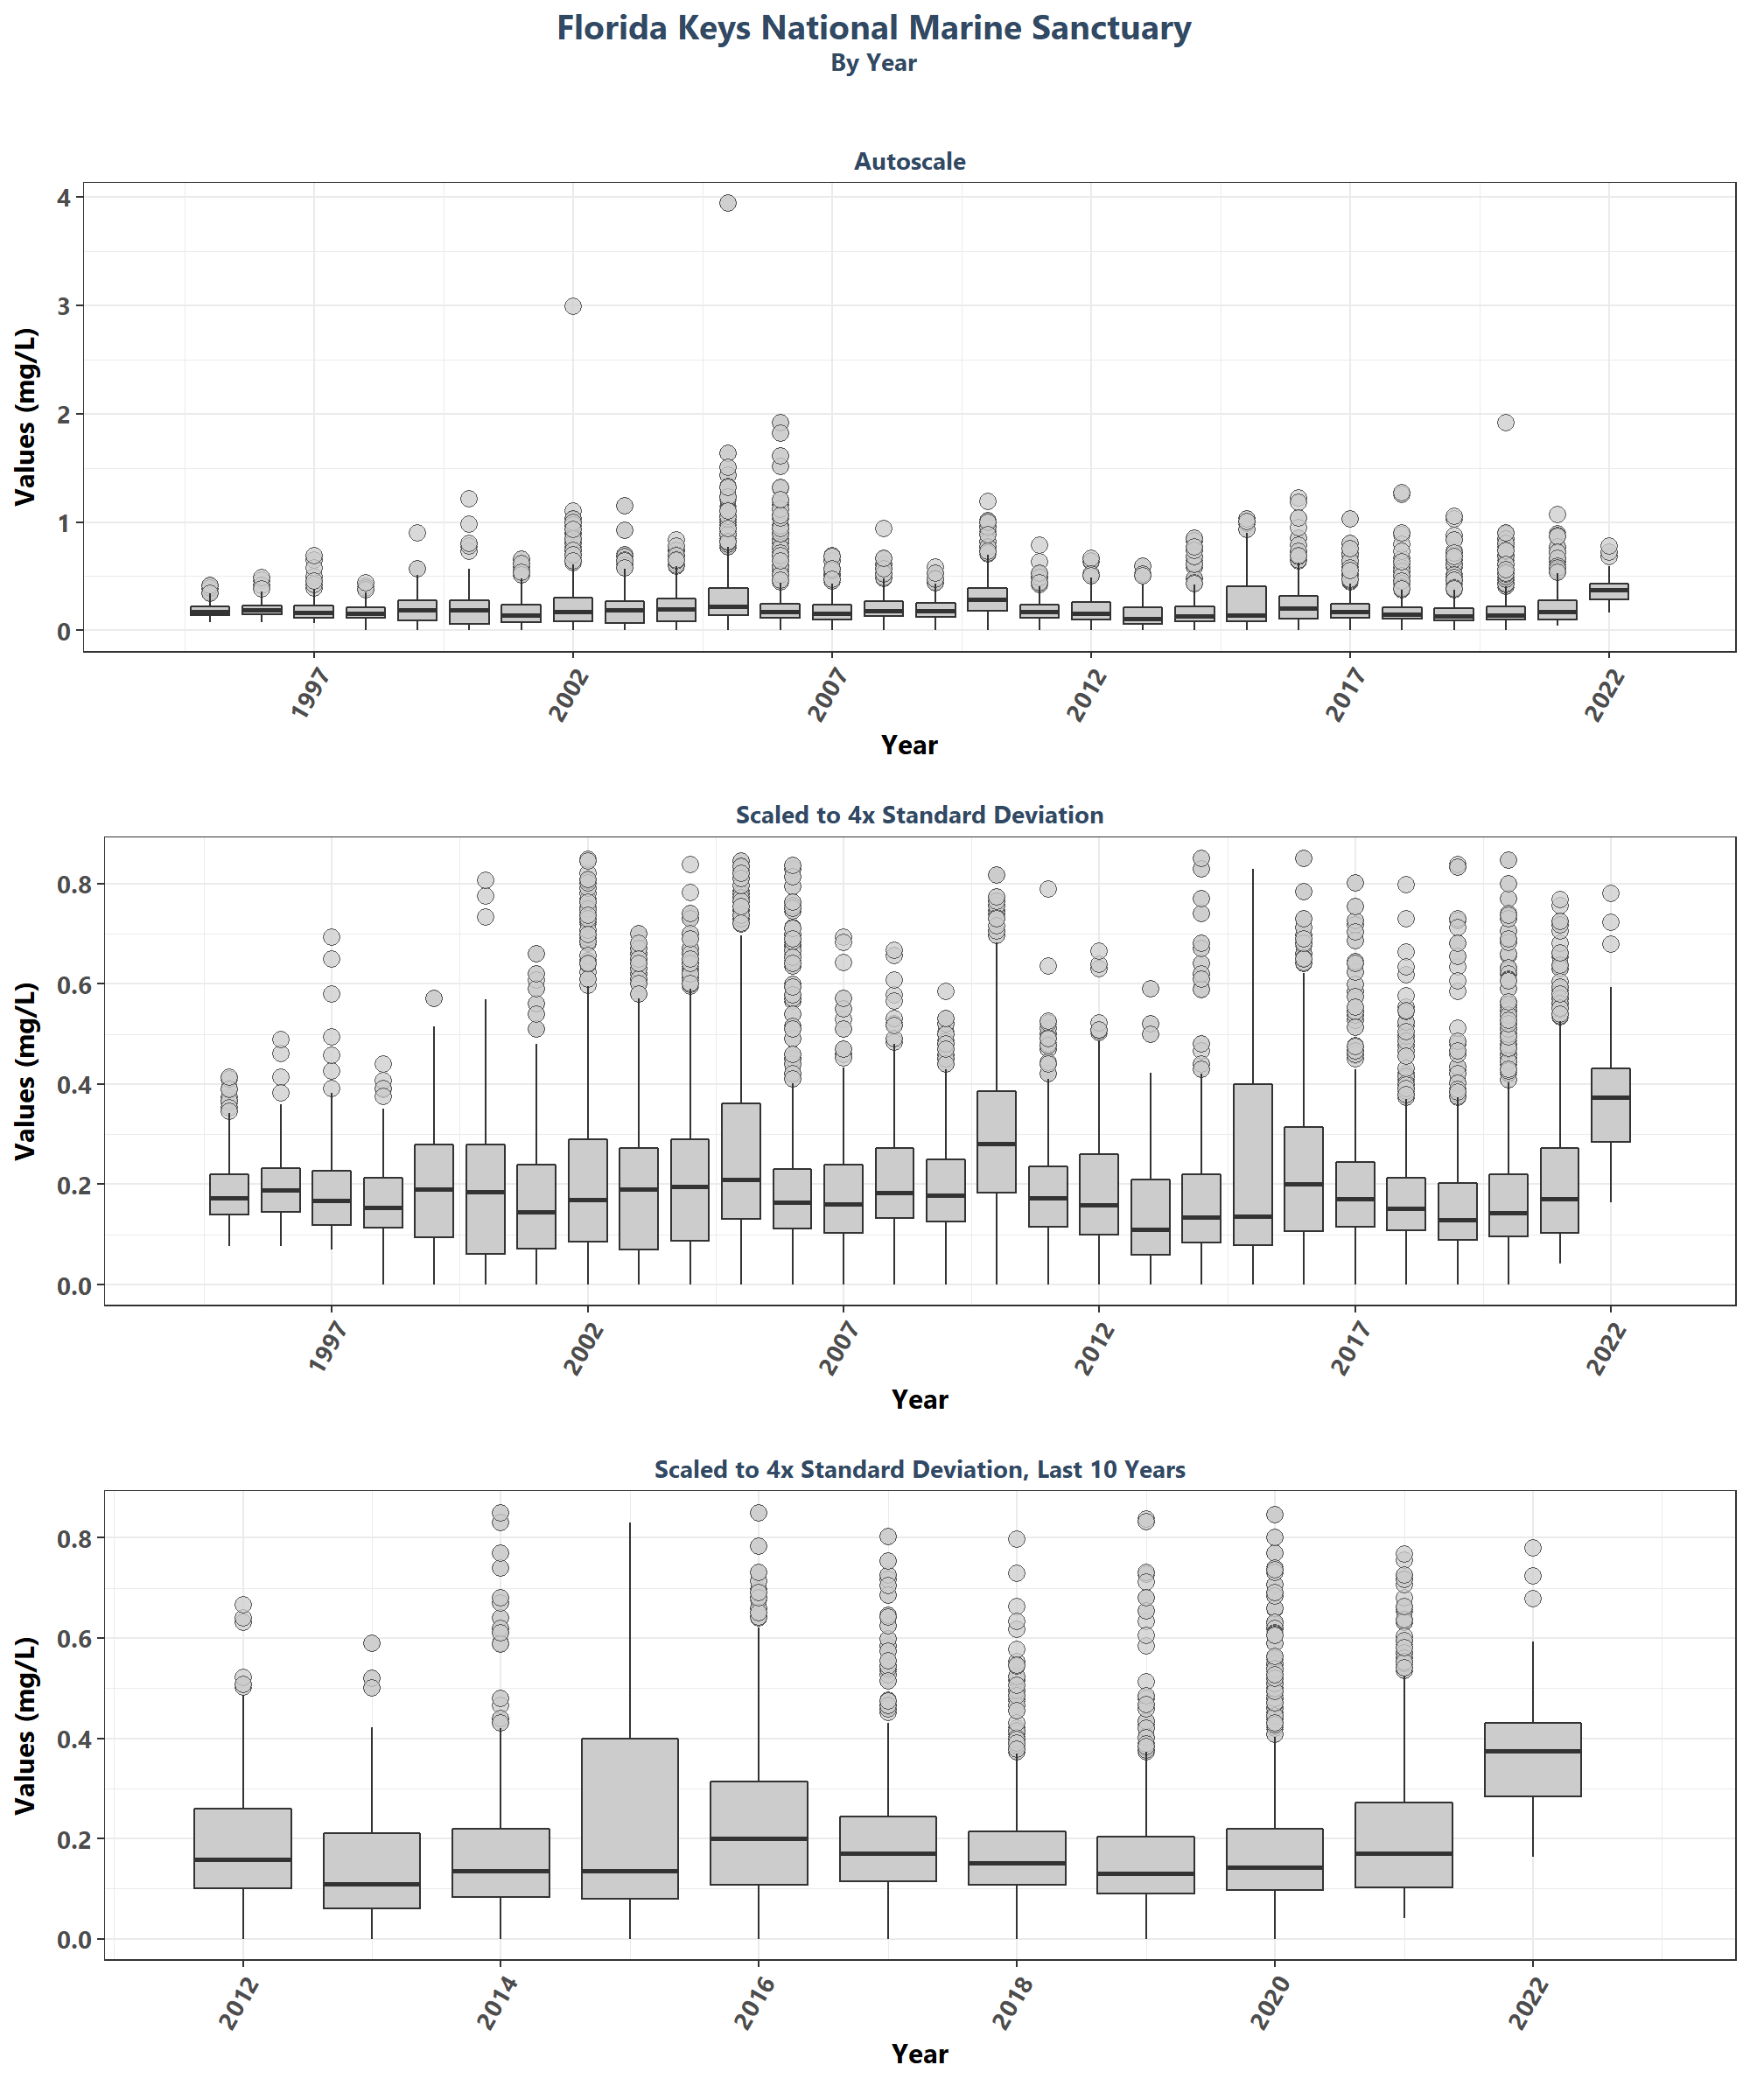 Florida Keys National Marine Sanctuary
By Year
Autoscale
Values (mg/L)
4
3
2
1
0
1997 2002 2007 2012 2017 2022
Year
Scaled to 4x Standard Deviation
Values (mg/L)
0.8
0.6
0.4
0.2
0.0
1997 2002 2007 2012 2017 2022
Year
Scaled to 4x Standard Deviation, Last 10 Years
Values (mg/L)
0.8
0.6
0.4
0.2
0.0
2012 2014 2016 2018 2020 2022
Year